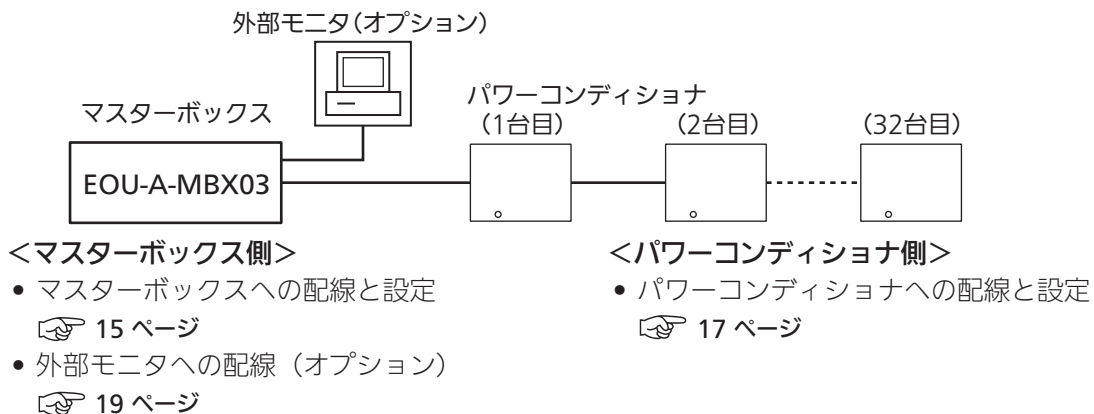 外部モニタ(オプション)
マスターボックス
パワーコンディショナ
(1台目)
(2台目)
(32台目)
EOU-A-MBX03
<マスターボックス側>
• マスターボックスへの配線と設定
☞ 15 ページ
• 外部モニタへの配線（オプション）
☞ 19 ページ
<パワーコンディショナ側>
• パワーコンディショナへの配線と設定
☞ 17 ページ